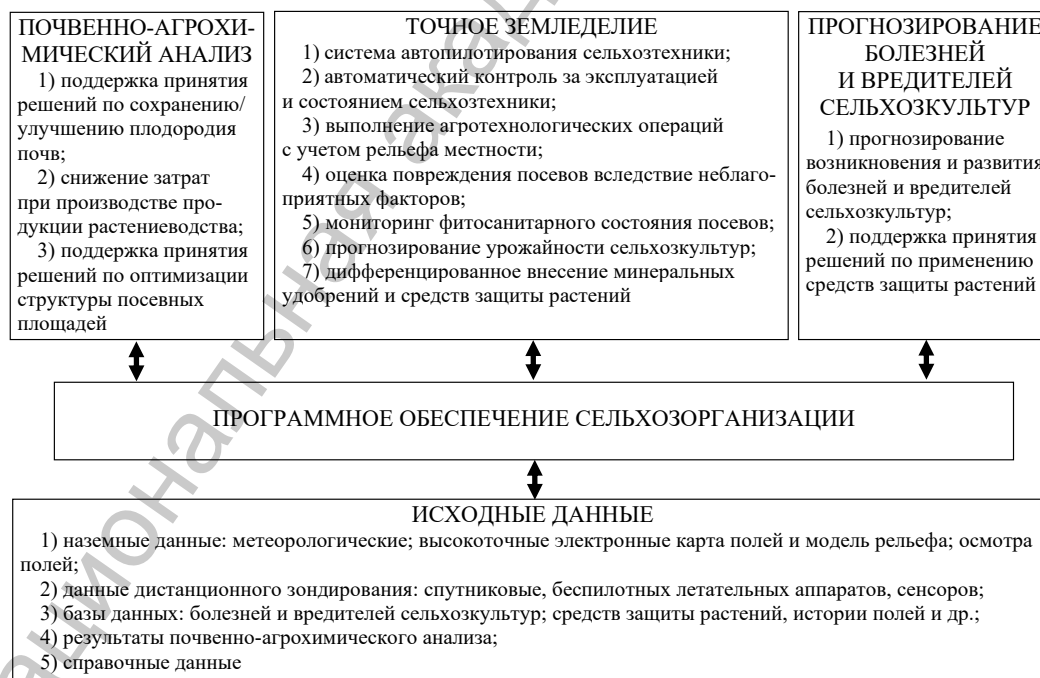 ПОЧВЕННО-АГРОХИ-
МИЧЕСКИЙ АНАЛИЗ
1) поддержка принятия
решений по сохранению/
улучшению плодородия
почв;
2) снижение затрат
при производстве про-
дукции растениеводства;
3) поддержка принятия
решений по оптимизации
структуры посевных
площадей
ТОЧНОЕ ЗЕМЛЕДЕЛИЕ
1) система автопилотирования сельхозтехники;
2) автоматический контроль за эксплуатацией
и состоянием сельхозтехники;
3) выполнение агротехнологических операций
с учетом рельефа местности;
4) оценка повреждения посевов вследствие неблаго-
приятных факторов;
5) мониторинг фитосанитарного состояния посевов;
6) прогнозирование урожайности сельхозкультур;
7) дифференцированное внесение минеральных
удобрений и средств защиты растений
ПРОГНОЗИРОВАНИЕ
БОЛЕЗНЕЙ
И ВРЕДИТЕЛЕЙ
СЕЛЬХОЗКУЛЬТУР
1) прогнозирование
возникновения и развития
болезней и вредителей
сельхозкультур;
2) поддержка принятия
решений по применению
средств защиты растений
ПРОГРАММНОЕ ОБЕСПЕЧЕНИЕ СЕЛЬХОЗОРГАНИЗАЦИИ
ИСХОДНЫЕ ДАННЫЕ
1) наземные данные: метеорологические; высокоточные электронные карта полей и модель рельефа; осмотра
полей;
2) данные дистанционного зондирования: спутниковые, беспилотных летательных аппаратов, сенсоров;
3) базы данных: болезней и вредителей сельхозкультур; средств защиты растений, истории полей и др.;
4) результаты почвенно-агрохимического анализа;
5) справочные данные